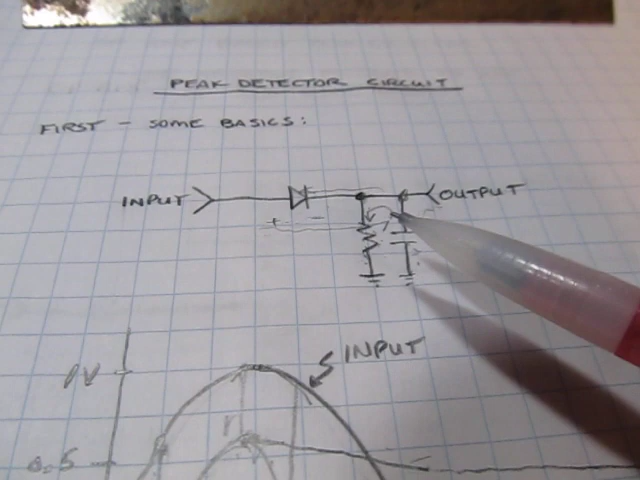 PEAK DETECTOR CIRCUIT
FIRST - SOME BASICS:
INPUT
OUTPUT
+ -
INPUT
1V
0.5